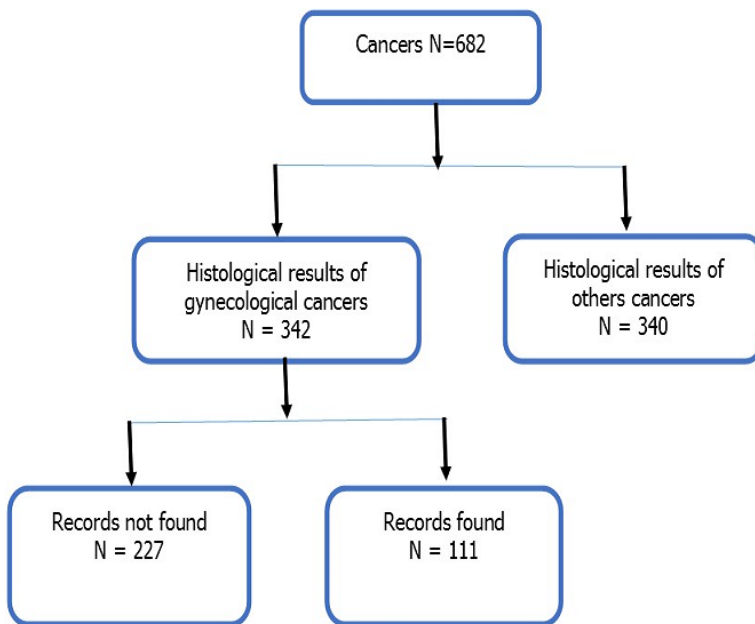 Cancers N=682
Histological results of
gynecological cancers
N = 342
Histological results of
others cancers
N = 340
Records not found
N = 227
Records found
N = 111